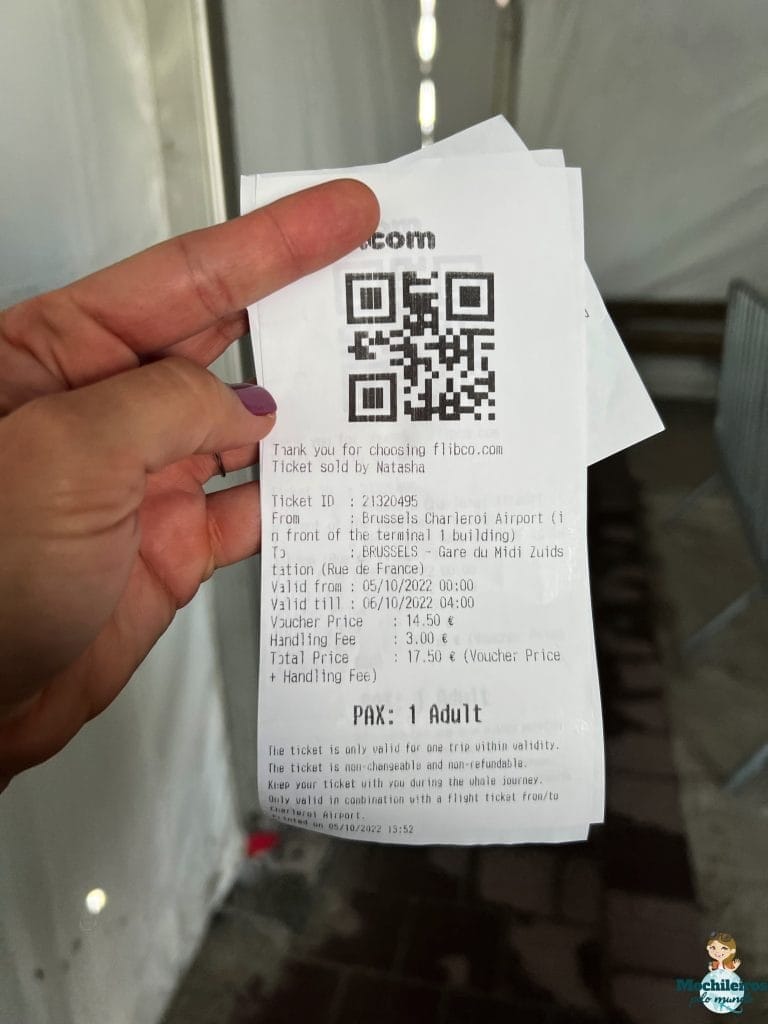 .com
Thank you for choosing flibco.com
Ticket sold by Natasha
Ticket ID : 21320495
From : Brussels Charleroi Airport (i
n front of the terminal 1 building)
To : BRUSSELS - Gare du Midi Zuids
tation (Rue de France)
Valid from : 05/10/2022 00:00
Valid till : 06/10/2022 04:00
Voucher Price : 14.50 €
Handling Fee : 3.00 €
Total Price : 17.50 € (Voucher Price
+ Handling Fee)
PAX: 1 Adult
The ticket is only valid for one trip within validity.
The ticket is non-changeable and non-refundable.
Keep your ticket with you during the whole journey.
Only valid in combination with a flight ticket from/to
Charleroi Airport.
Printed on 05/10/2022 13:52
Mochileiros
pelo mundo